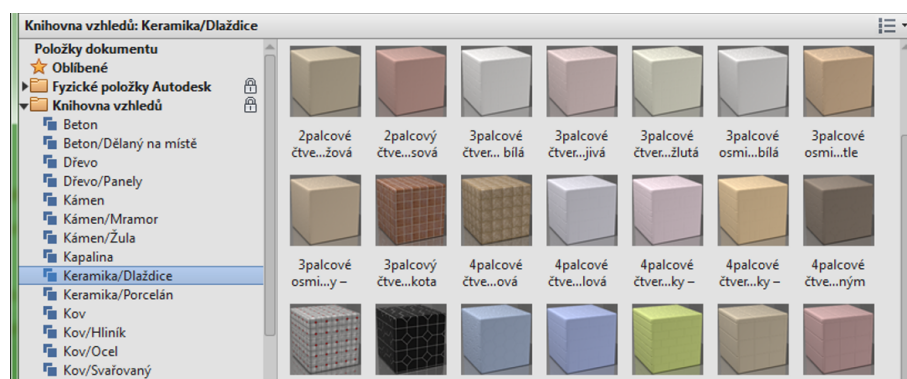 Knihovna vzhledů: Keramika/Dlaždice
Položky dokumentu
Oblíbené
Fyzické položky Autodesk
Knihovna vzhledů
Beton
Beton/Dělaný na místě
Dřevo
Dřevo/Panely
Kámen
Kámen/Mramor
Kámen/Žula
Kapalina
Keramika/Dlaždice
Keramika/Porcelán
Kov
Kov/Hliník
Kov/Ocel
Kov/Svařovaný
2palcové 2palcový 3palcové 3palcové 3palcové 3palcové 3palcové
čtve...žová čtve...sová čtver... bílá čtver...jivá čtver...žlutá osmi...bílá osmi...tle
3palcové 3palcový 4palcové 4palcové 4palcové 4palcové 4palcové
osmi...y – čtve...kota čtve...ová čtve...lová čtver...ky – čtver...ky – čtve...ným